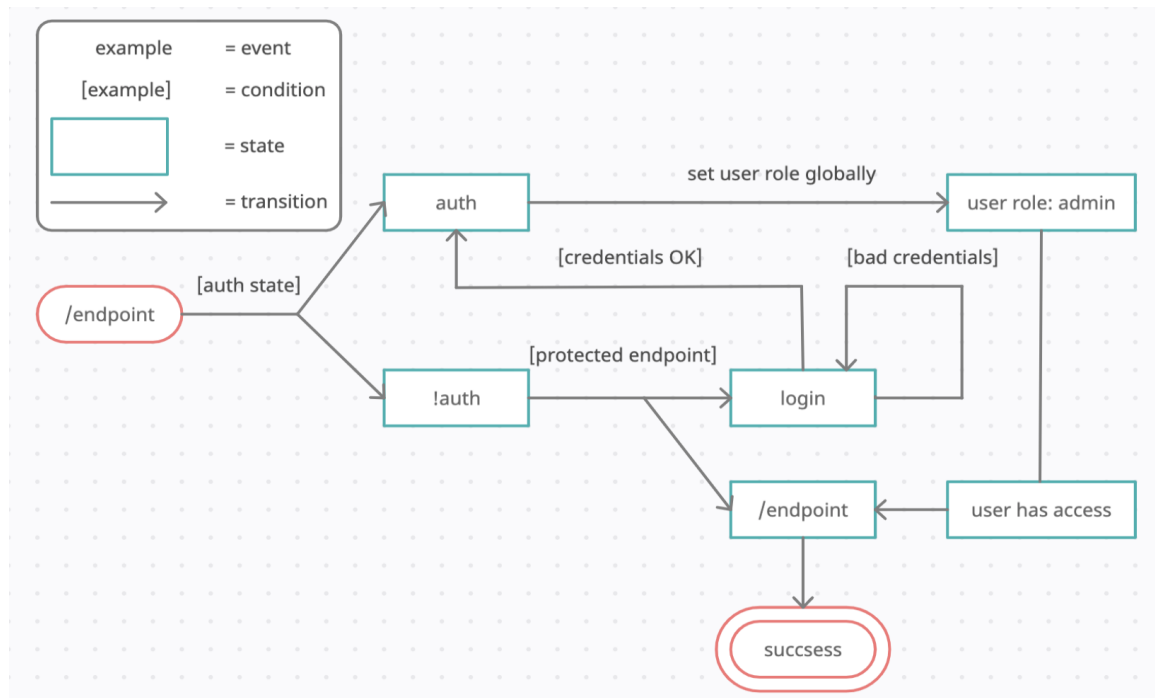 example = event
[example] = condition
= state
= transition
set user role globally
auth
user role: admin
[credentials OK]
[bad credentials]
[auth state]
/endpoint
[protected endpoint]
!auth
login
/endpoint
user has access
succsess